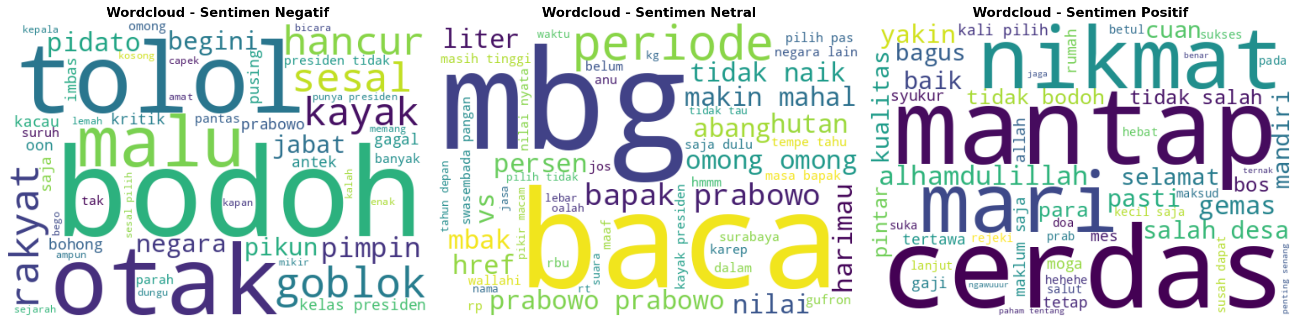 Wordcloud - Sentimen Negatif
kepala omong bicara
pidato begini hancur
tolol
kosong capek presiden tidak
imbas pusing sesal
amat punya presiden
kacau lemah kritik pantas prabowo kayak
suruh malu jabat memang gagal
oon antek banyak
rakyat saja bodoh
tak sesal pilih kapan kalah enak
bego
bohong negara pikun pimpin
ampun mikir
otak parah goblok
dungu
sejarah kelas presiden
Wordcloud - Sentimen Netral
liter waktu periode pilih pas
masih tinggi kg negara lain
mbg belum tidak naik
anu makin mahal
nilai nyata tidak tau
swasembada pangan abang hutan
saja dulu tempe tahu
persen jos omong omong
pilih tidak masa bapak
tahun depan vs jasa lebar hmmm
oalah bapak prabowo
pikir macam maaf kayak presiden harimau
mbak baca surabaya
href rbu suara karep dalam
wallahi
nama rt
rp prabowo prabowo nilai gufron
Wordcloud - Sentimen Positif
yakin kali pilih betul cuan sukses
bagus nikmat rumah benar pada
baik jaga
kualitas syukur tidak bodoh tidak salah
mantap hebat mandiri
allah
alhamdulillah selamat ternak bos
mari pasti maksud
saja para kecil saja gemas
pintar suka doa salah desa
tertawa rejeki prab mes
cerdas
lanjut maklum moga susah dapat penting senang
gaji ngawuuur hehehe
salut
tetap
paham tentang